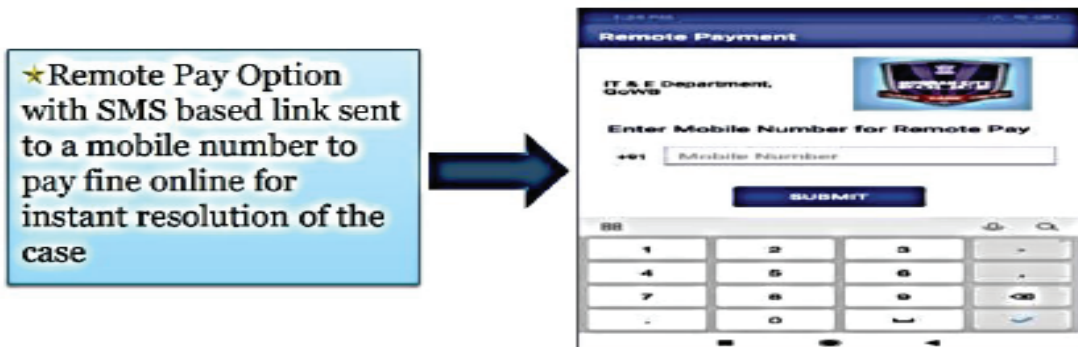 ★Remote Pay Option
with SMS based link sent
to a mobile number to
pay fine online for
instant resolution of the
case
Remote Payment
IT & E Department,
GoWB
Enter Mobile Number for Remote Pay
+91 Mobile Number
SUBMIT
1 2 3 -
4 5 6
7 8 9
0